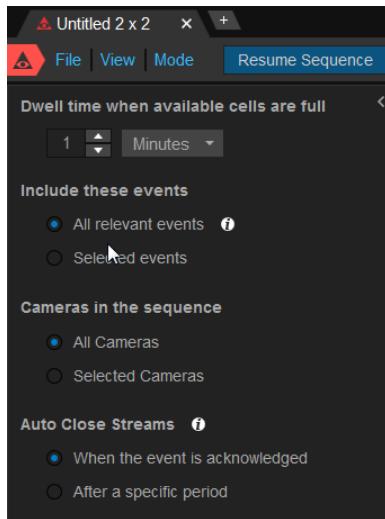 Untitled 2 x 2 × +
File View Mode Resume Sequence
Dwell time when available cells are full <
1 Minutes
Include these events
All relevant events i
Selected events
Cameras in the sequence
All Cameras
Selected Cameras
Auto Close Streams i
When the event is acknowledged
After a specific period